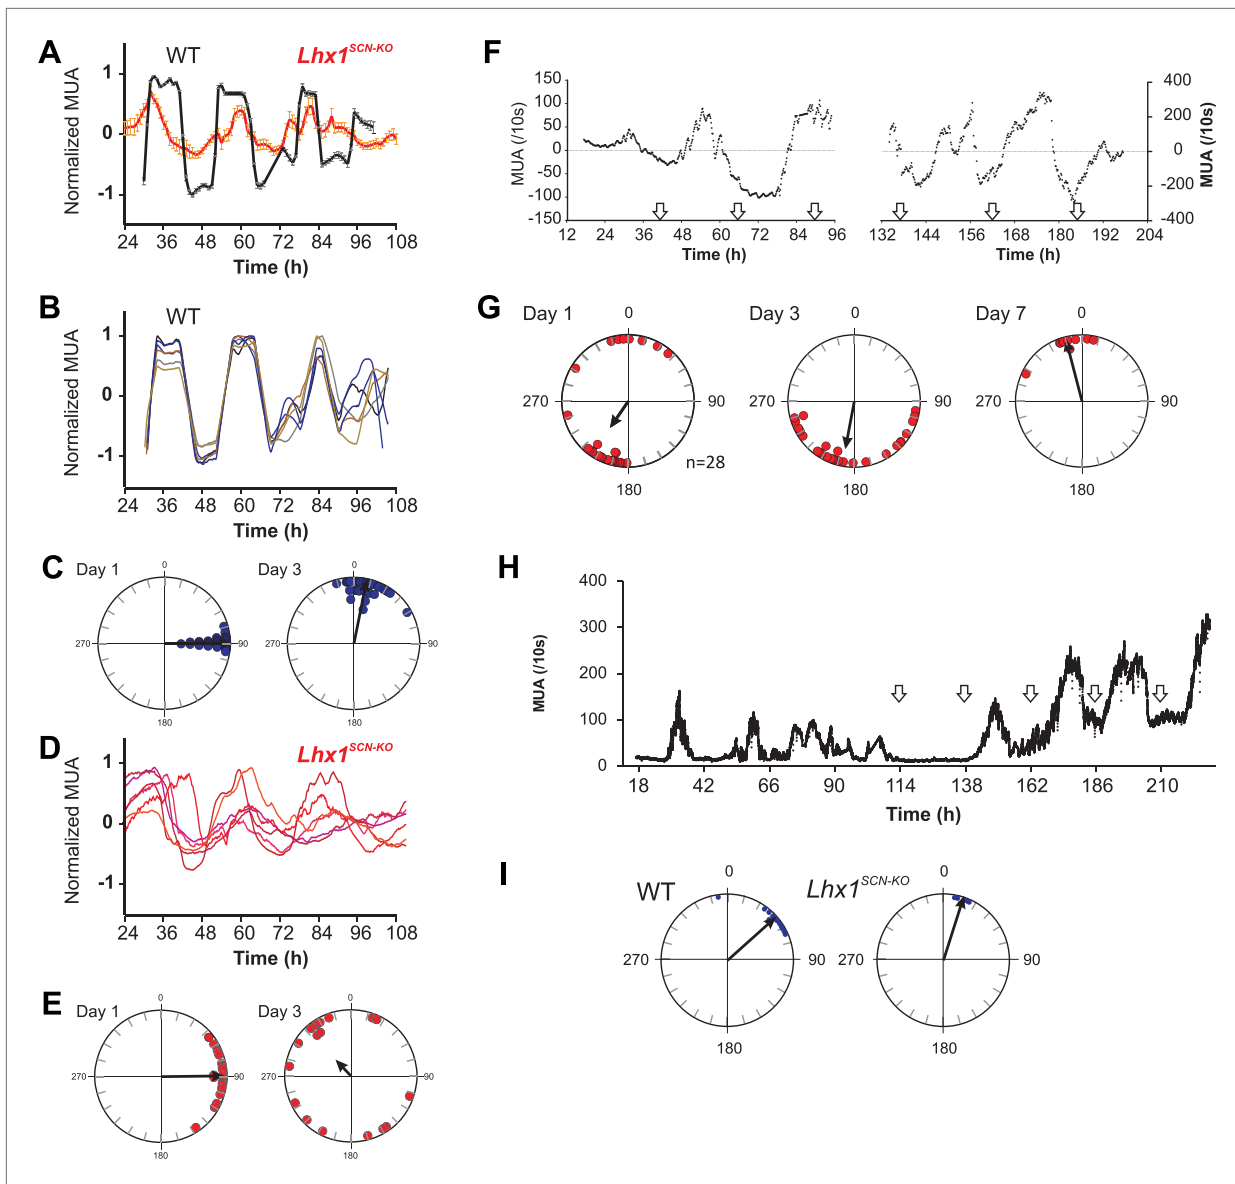 A
WT
Lhx1 SCN-KO
Normalized MUA
1
0
-1
24 36 48 60 72 84 96 108
Time (h)
B
WT
Normalized MUA
1
0
-1
24 36 48 60 72 84 96 108
Time (h)
C
Day 1
0
90
180
270
Day 3
0
90
180
270
D
Lhx1 SCN-KO
Normalized MUA
1
0
-1
24 36 48 60 72 84 96 108
Time (h)
E
Day 1
0
90
180
270
Day 3
0
90
180
270
F
MUA (/10s)
150
100
50
0
-50
-100
-150
12 24 36 48 60 72 84 96
Time (h)
132 144 156 168 180 192 204
Time (h)
400
200
0
-200
-400
MUA (/10s)
G
Day 1
0
270
180
n=28
Day 3
0
90
270
180
Day 7
0
90
270
180
H
MUA (/10s)
400
300
200
100
0
18 42 66 90 114 138 162 186 210
Time (h)
I
WT
0
90
180
270
Lhx1 SCN-KO
0
90
180
270